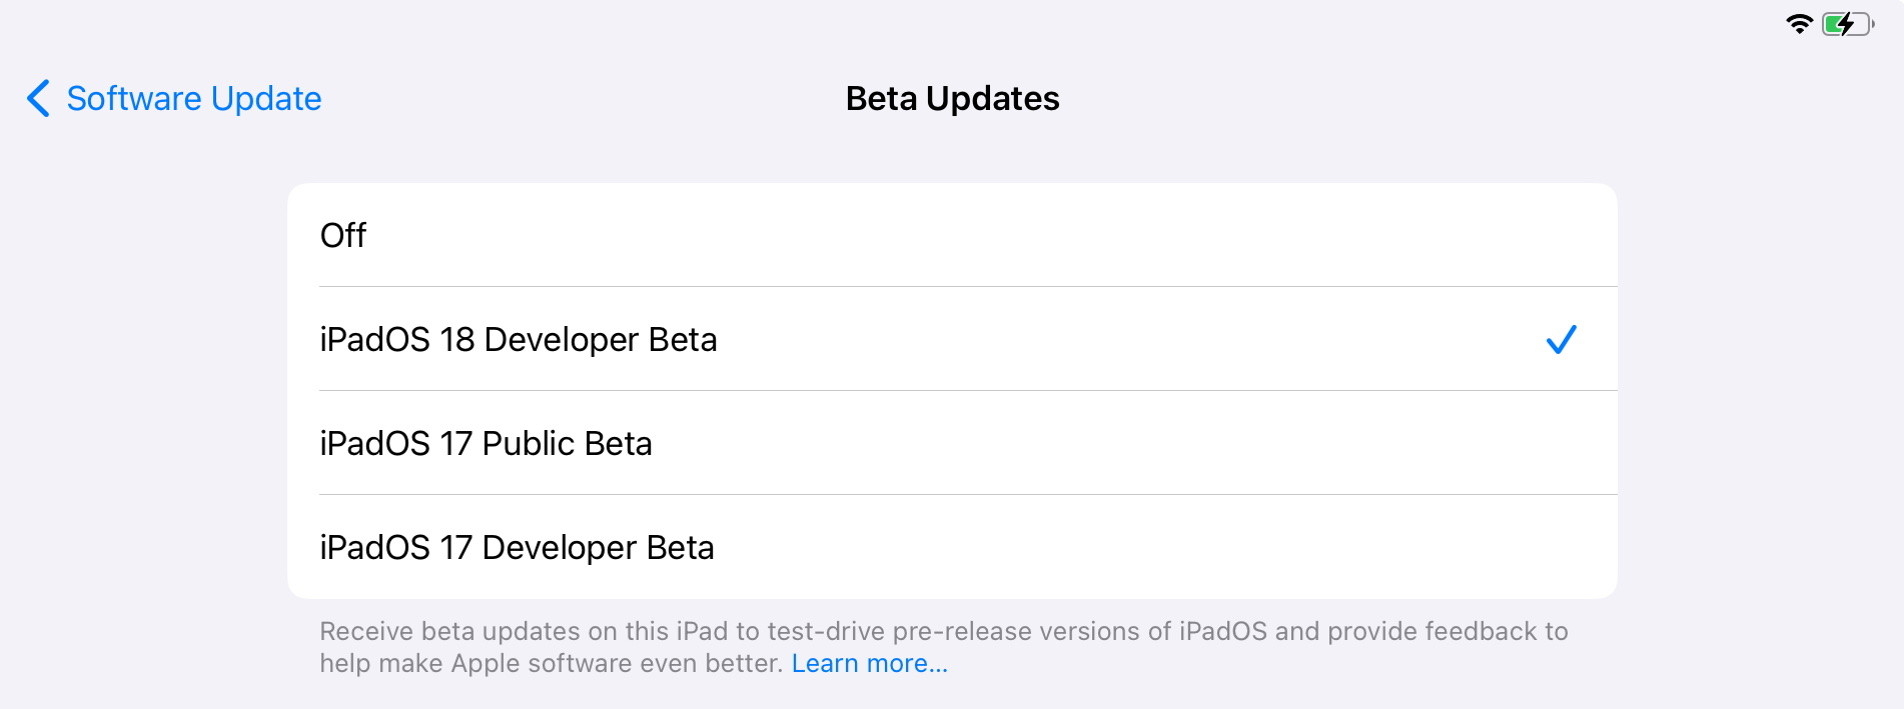 Software Update
Beta Updates
Off
iPadOS 18 Developer Beta
iPadOS 17 Public Beta
iPadOS 17 Developer Beta
Receive beta updates on this iPad to test-drive pre-release versions of iPadOS and provide feedback to
help make Apple software even better. Learn more...